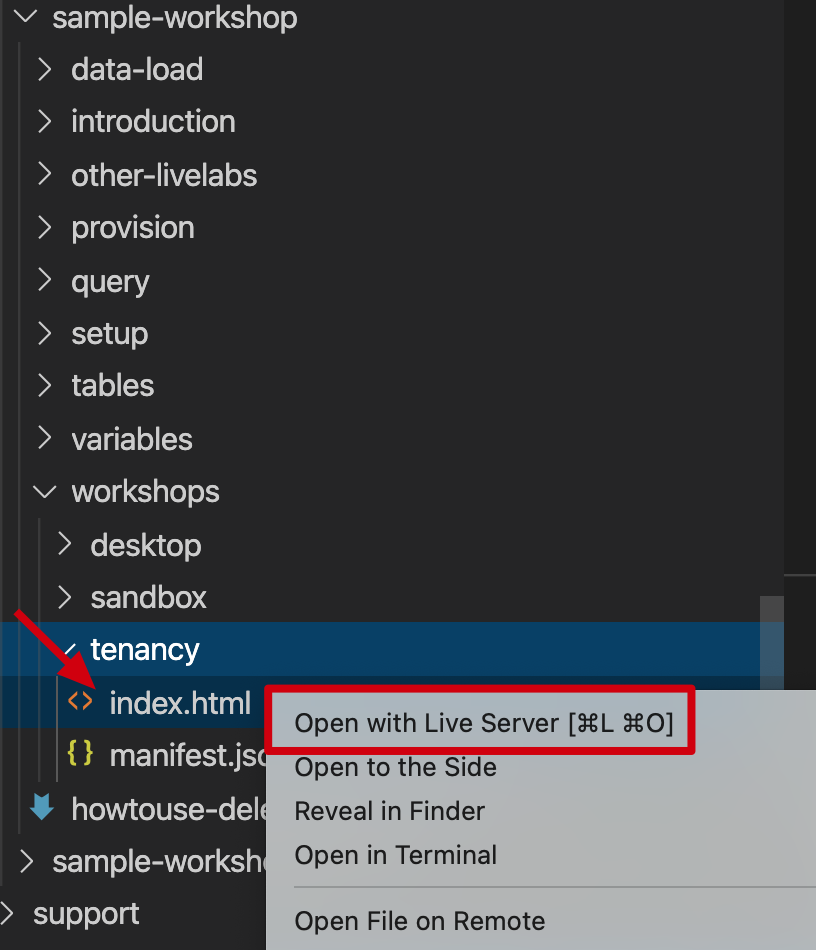 sample-workshop
data-load
introduction
other-livelabs
provision
query
setup
tables
variables
workshops
desktop
sandbox
tenancy
index.html
Open with Live Server [⌘L ⌘O]
manifest.jsc
Open to the Side
howtouse-dele
Reveal in Finder
sample-worksho
Open in Terminal
support
Open File on Remote